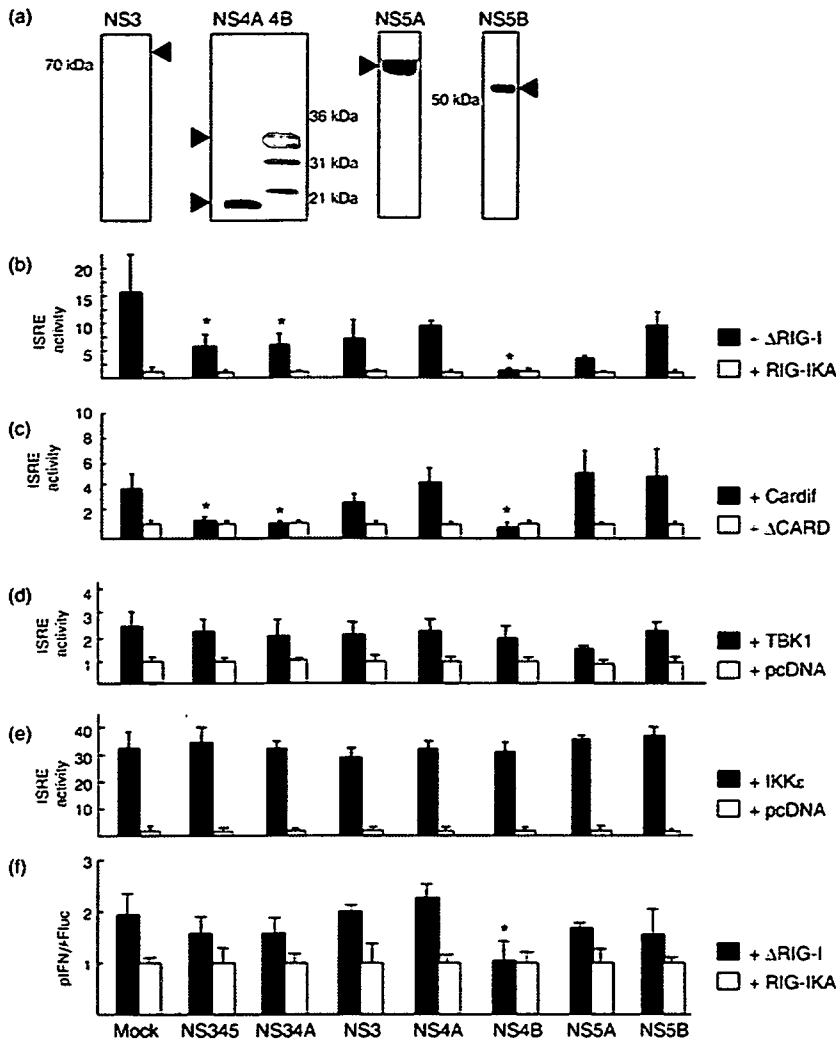 (a)
NS3
NS4A 4B
NS5A
NS5B
70 kDa
36 kDa
31 kDa
21 kDa
50 kDa
(b)
ISRE
activity
20
15
10
5
- ΔRIG-I
+ RIG-IKA
(c)
ISRE
activity
10
8
6
4
2
+ Cardif
- ΔCARD
(d)
ISRE
activity
4
3
2
1
+ TBK1
+ pcDNA
(e)
ISRE
activity
40
30
20
10
+ IKKε
+ pcDNA
(f)
3
2
1
+ ΔRIG-I
+ RIG-IKA
Mock
NS345
NS34A
NS3
NS4A
NS4B
NS5A
NS5B